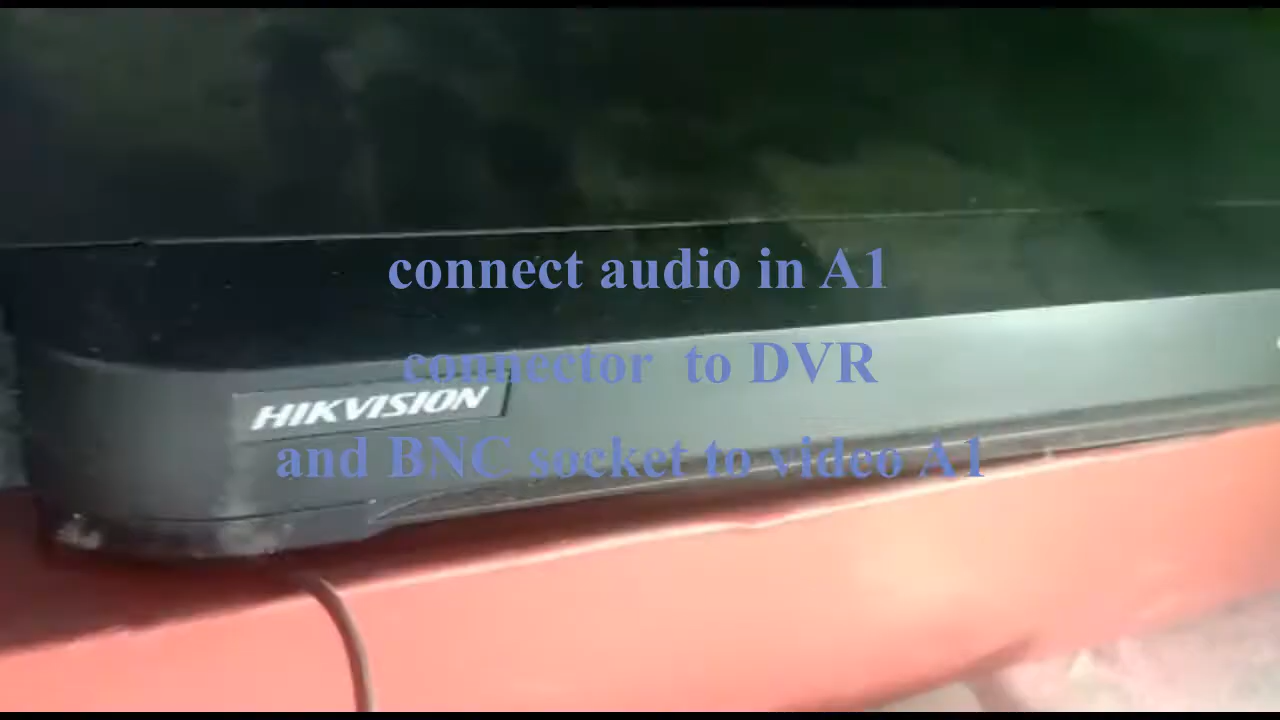 connect audio in A1
connector to DVR
HIKVISION
and BNC socket to video A1